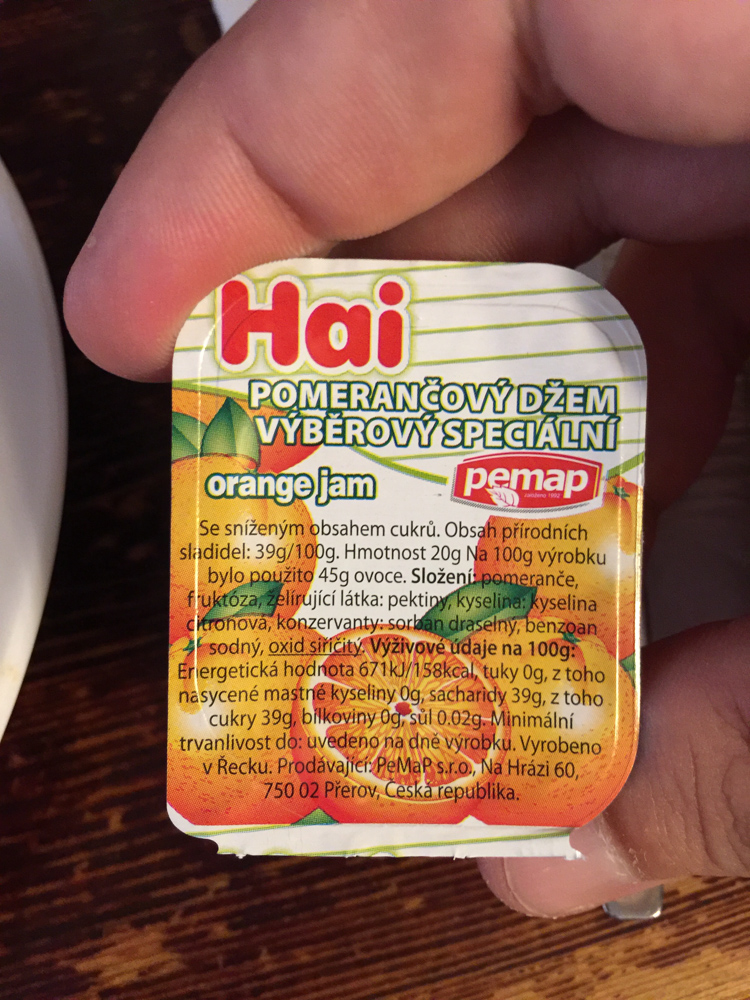 Hai
POMERANČOVÝ DŽEM
VÝBĚROVÝ SPECIÁLNÍ
orange jam
pemap
založeno 1992
Se sníženým obsahem cukrů. Obsah přírodních
sladidel: 39g/100g. Hmotnost 20g Na 100g výrobku
bylo použito 45g ovoce. Složení: pomeranče,
fruktóza, želírující látka: pektiny, kyselina: kyselina
citronová, konzervanty: sorban draselný, benzoan
sodný, oxid siřičitý. Výživové údaje na 100g:
Energetická hodnota 671kJ/158kcal, tuky 0g, z toho
nasycené mastné kyseliny 0g, sacharidy 39g, z toho
cukry 39g, bílkoviny 0g, sůl 0.02g. Minimální
trvanlivost do: uvedeno na dně výrobku. Vyrobeno
v Řecku. Prodávající: PeMaP s.r.o., Na Hrázi 60,
750 02 Přerov, Česká republika.